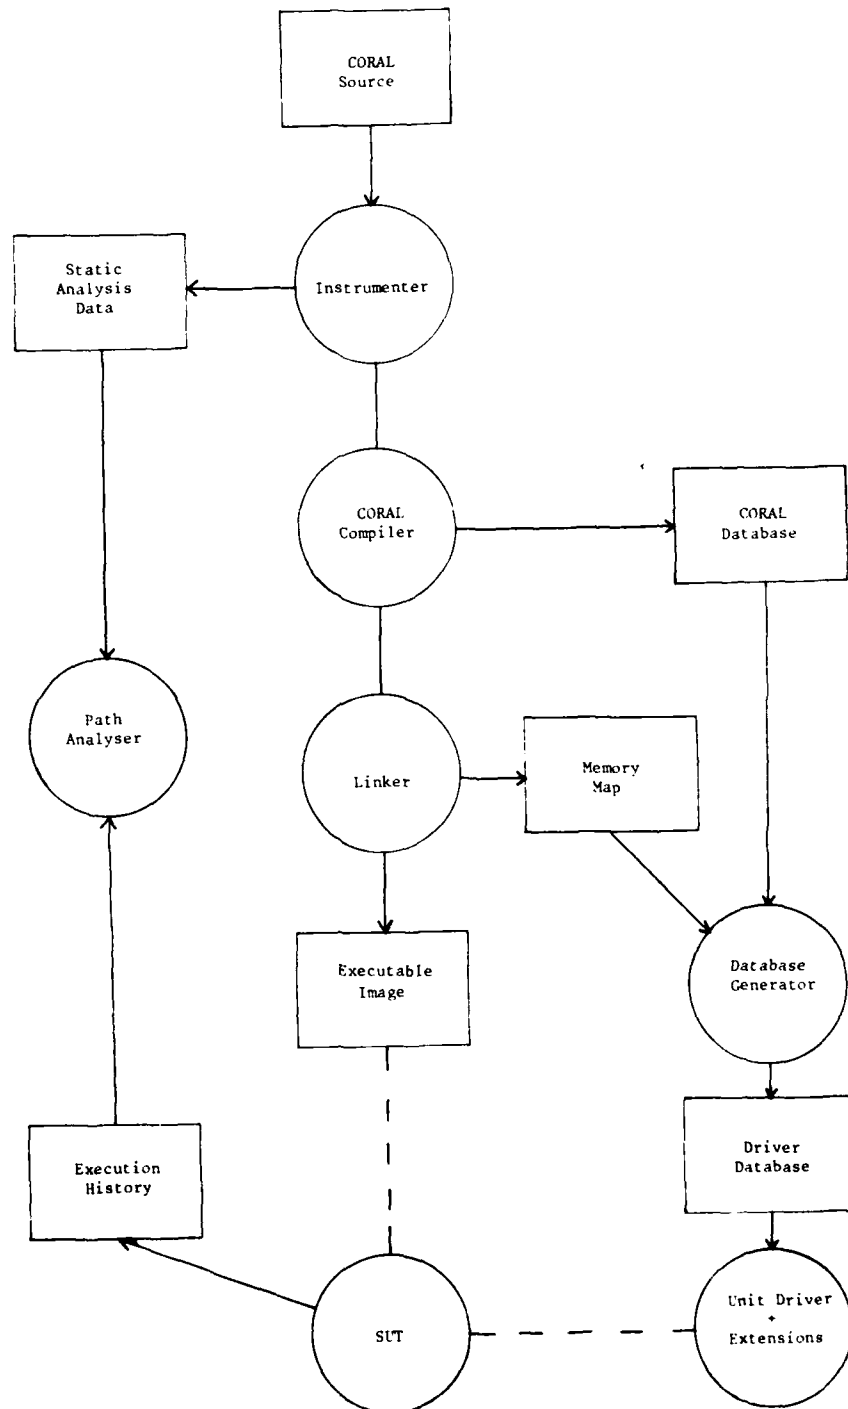 CORAL
Source
Static
Analysis
Data
Instrumenter
CORAL
Compiler
CORAL
Database
Path
Analyser
Linker
Memory
Map
Executable
Image
Database
Generator
Execution
History
Driver
Database
SUT
Unit Driver
+
Extensions